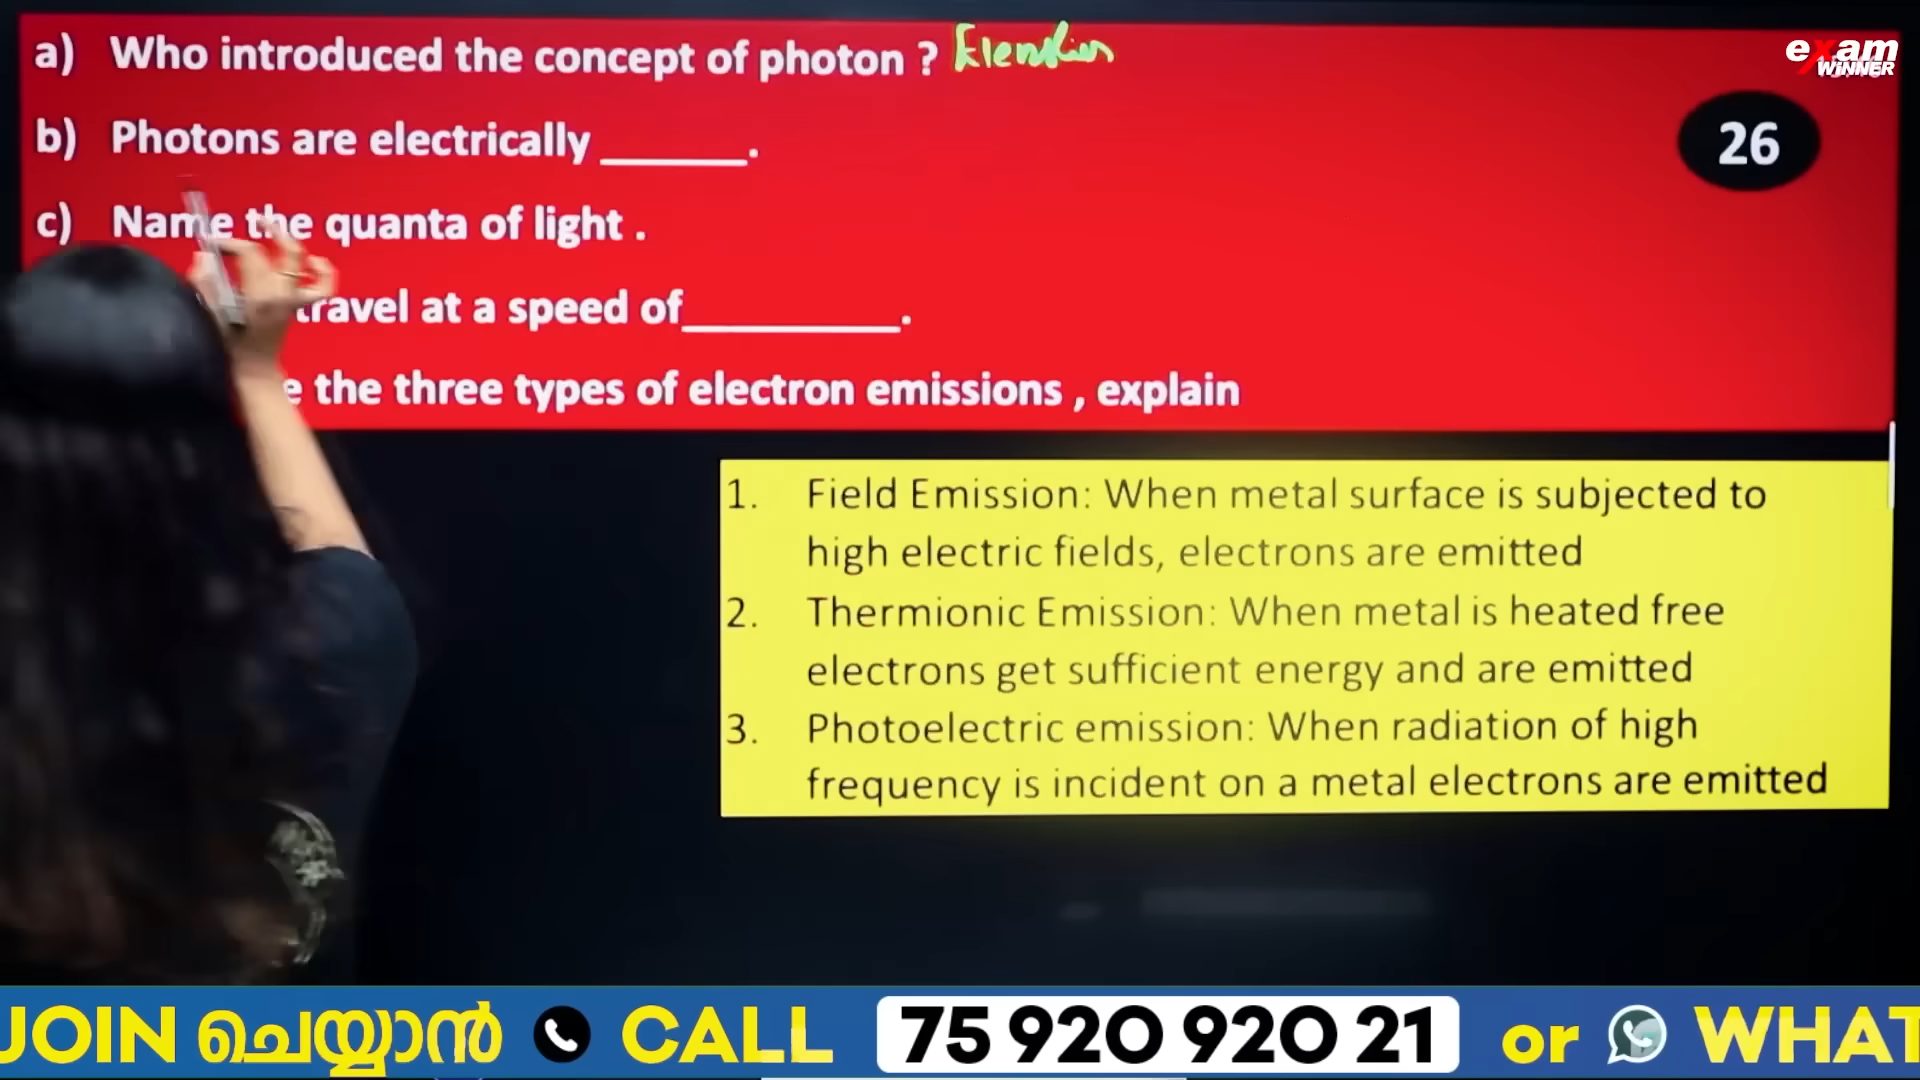 a) Who introduced the concept of photon ?
exam WiNNER
b) Photons are electrically ______.
26
c) Name the quanta of light .
travel at a speed of_________.
e the three types of electron emissions , explain
1. Field Emission: When metal surface is subjected to
high electric fields, electrons are emitted
2. Thermionic Emission: When metal is heated free
electrons get sufficient energy and are emitted
3. Photoelectric emission: When radiation of high
frequency is incident on a metal electrons are emitted
JOIN ചെയ്യാൻ CALL 75 920 920 21 or WHAT